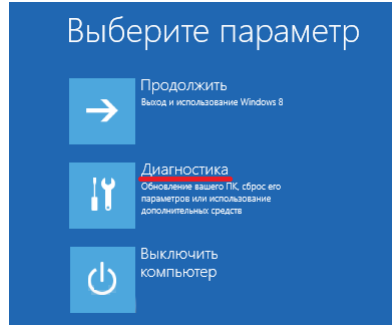 Выберите параметр
Продолжить
Выход и использование Windows 8
Диагностика
Обновление вашего ПК, сброс его
параметров или использование
дополнительных средств
Выключить
компьютер